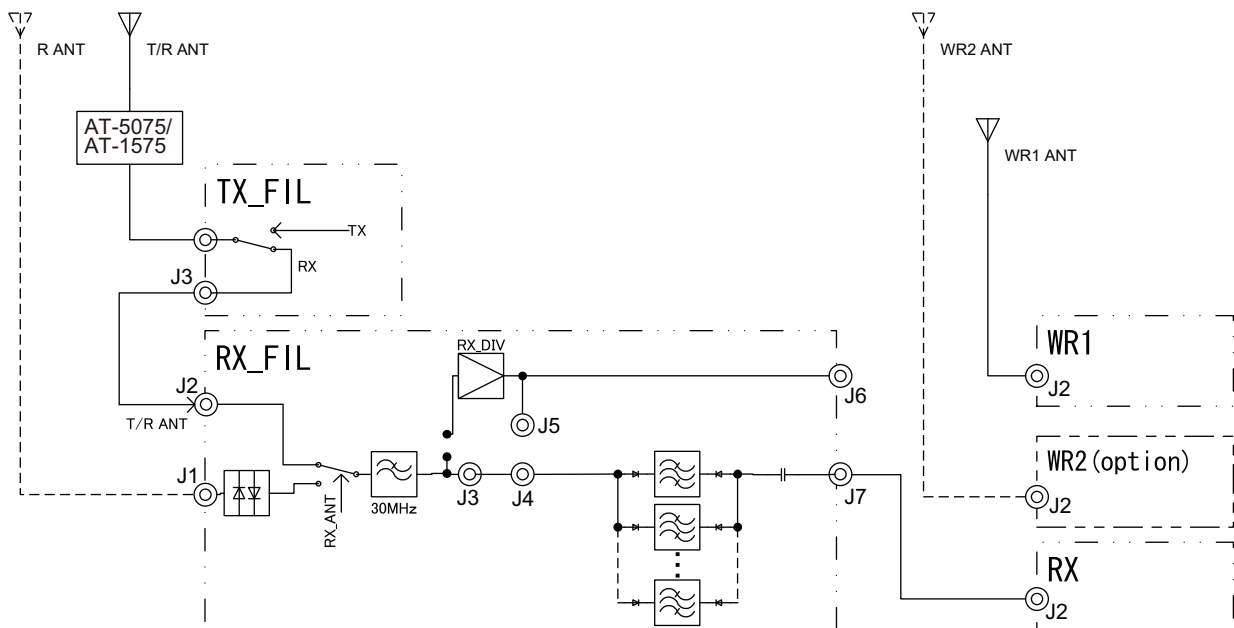 R ANT
T/R ANT
WR2 ANT
AT-5075/
AT-1575
WR1 ANT
TX_FIL
TX
RX
J3
RX_FIL
RX_DIV
WR1
J2
J2
T/R ANT
J6
J5
WR2(option)
J1
J3
J4
J7
J2
30MHz
RX_ANT
RX
J2